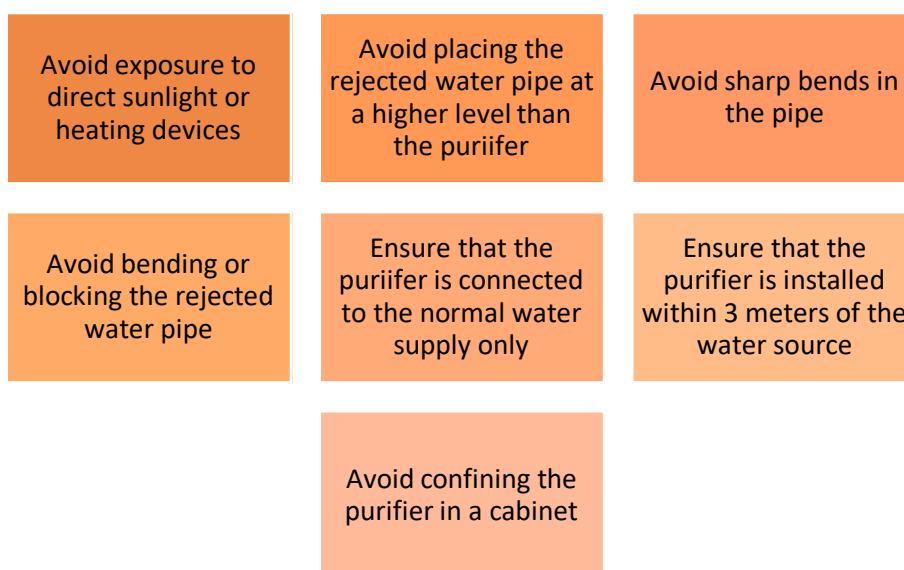 Avoid exposure to
direct sunlight or
heating devices
Avoid placing the
rejected water pipe at
a higher level than
the puriifer
Avoid sharp bends in
the pipe
Avoid bending or
blocking the rejected
water pipe
Ensure that the
puriifer is connected
to the normal water
supply only
Ensure that the
purifier is installed
within 3 meters of the
water source
Avoid confining the
purifier in a cabinet